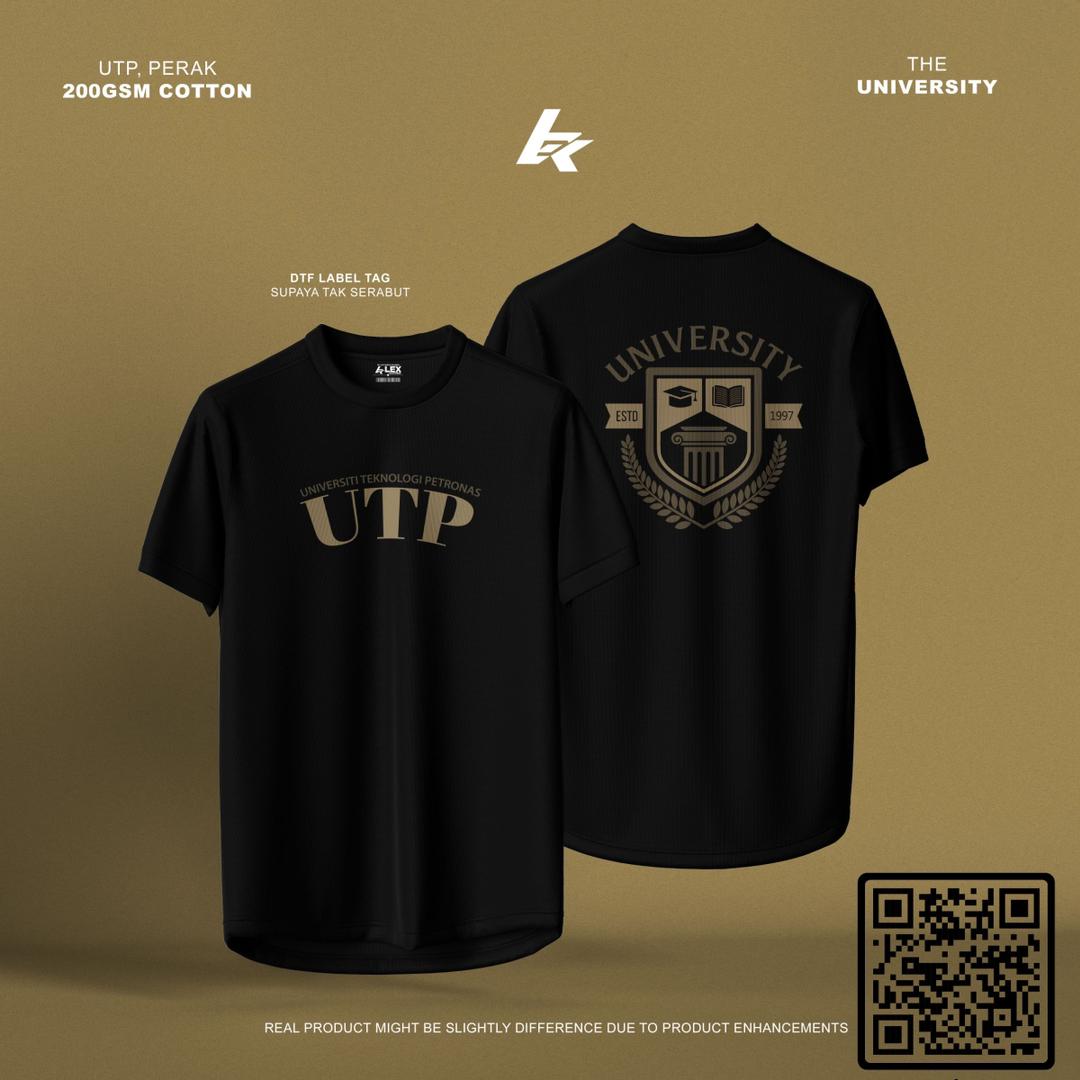 UTP, PERAK
200GSM COTTON
THE
UNIVERSITY
DTF LABEL TAG
SUPAYA TAK SERABUT
LEX
UNIVERSITI TEKNOLOGI PETRONAS
UTP
UNIVERSITY
ESTD
1997
REAL PRODUCT MIGHT BE SLIGHTLY DIFFERENCE DUE TO PRODUCT ENHANCEMENTS